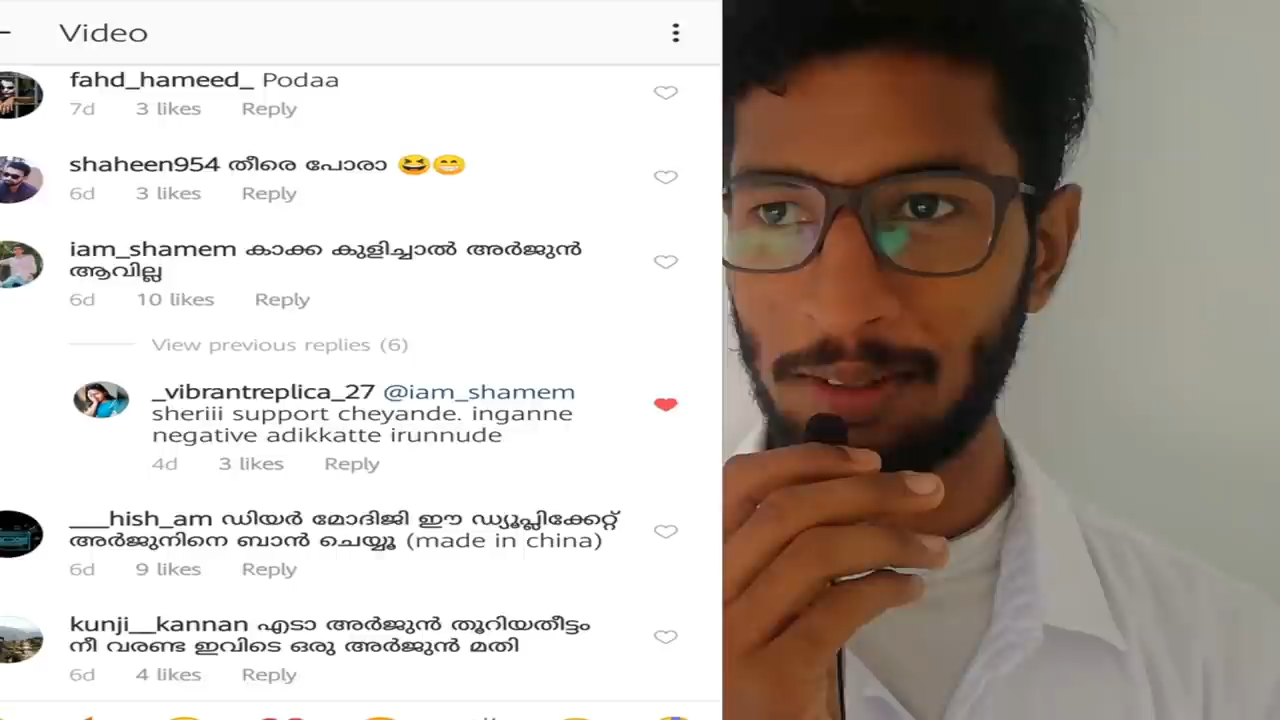 Video
fahd_hameed_ Podaa
7d 3 likes Reply
shaheen954 തീരെ പോരാ 😆😁
6d 3 likes Reply
iam_shamem കാക്ക കുളിച്ചാൽ അർജുൻ
ആവില്ല
6d 10 likes Reply
View previous replies (6)
_vibrantreplica_27 @iam_shamem
sheriii support cheyande. inganne
negative adikkatte irunnude
4d 3 likes Reply
___hish_am ഡിയർ മോദിജി ഈ ഡ്യൂപ്ലിക്കേറ്റ്
അർജുനിനെ ബാൻ ചെയ്യൂ (made in china)
6d 9 likes Reply
kunji__kannan എടാ അർജുൻ തൂറിയതീട്ടം
നീ വരണ്ട ഇവിടെ ഒരു അർജുൻ മതി
6d 4 likes Reply